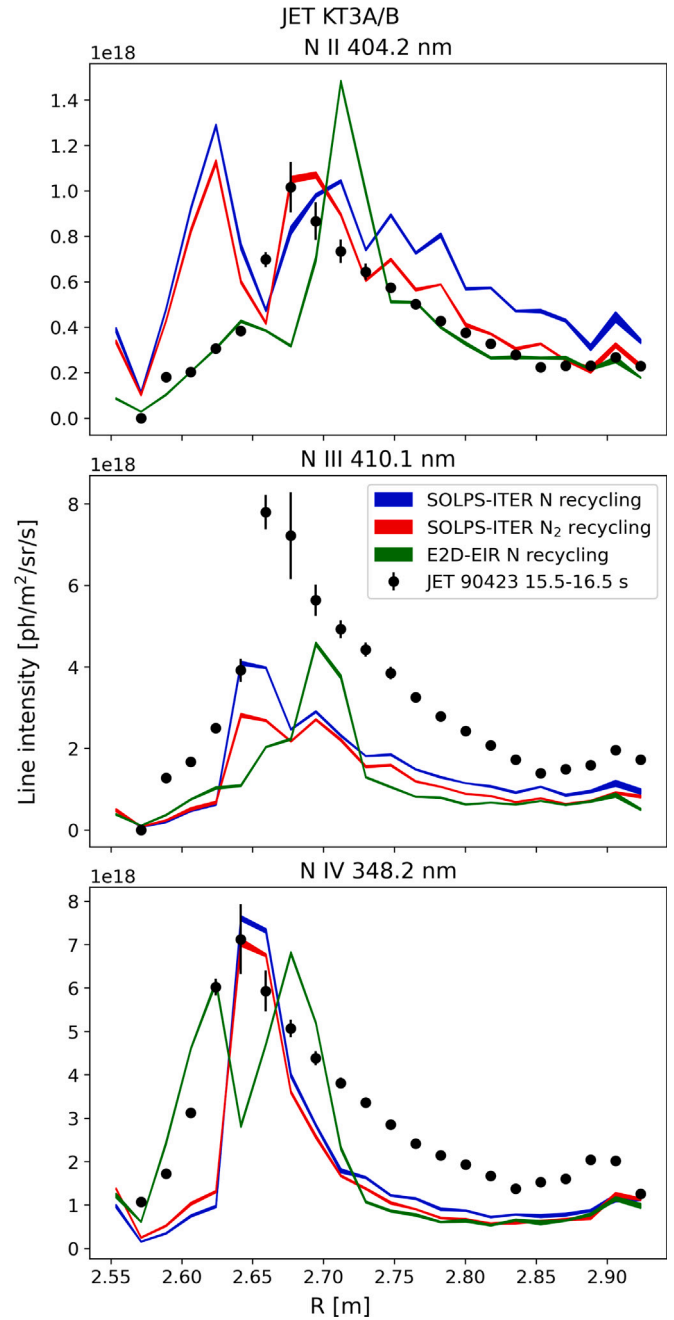 JET KT3A/B
N II 404.2 nm
1e18
1.4
1.2
1.0
0.8
0.6
0.4
0.2
0.0
N III 410.1 nm
1e18
8
6
4
2
0
SOLPS-ITER N recycling
SOLPS-ITER N₂ recycling
E2D-EIR N recycling
JET 90423 15.5-16.5 s
Line intensity [ph/m²/sr/s]
N IV 348.2 nm
1e18
8
7
6
5
4
3
2
1
0
2.55 2.60 2.65 2.70 2.75 2.80 2.85 2.90
R [m]